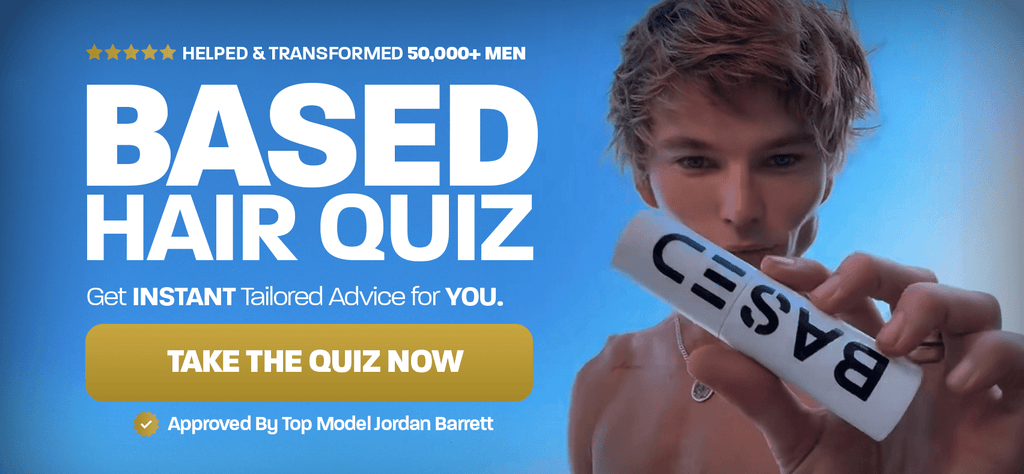 HELPED & TRANSFORMED 50,000+ MEN
BASED
HAIR QUIZ
Get INSTANT Tailored Advice for YOU.
TAKE THE QUIZ NOW
Approved By Top Model Jordan Barrett
BASED